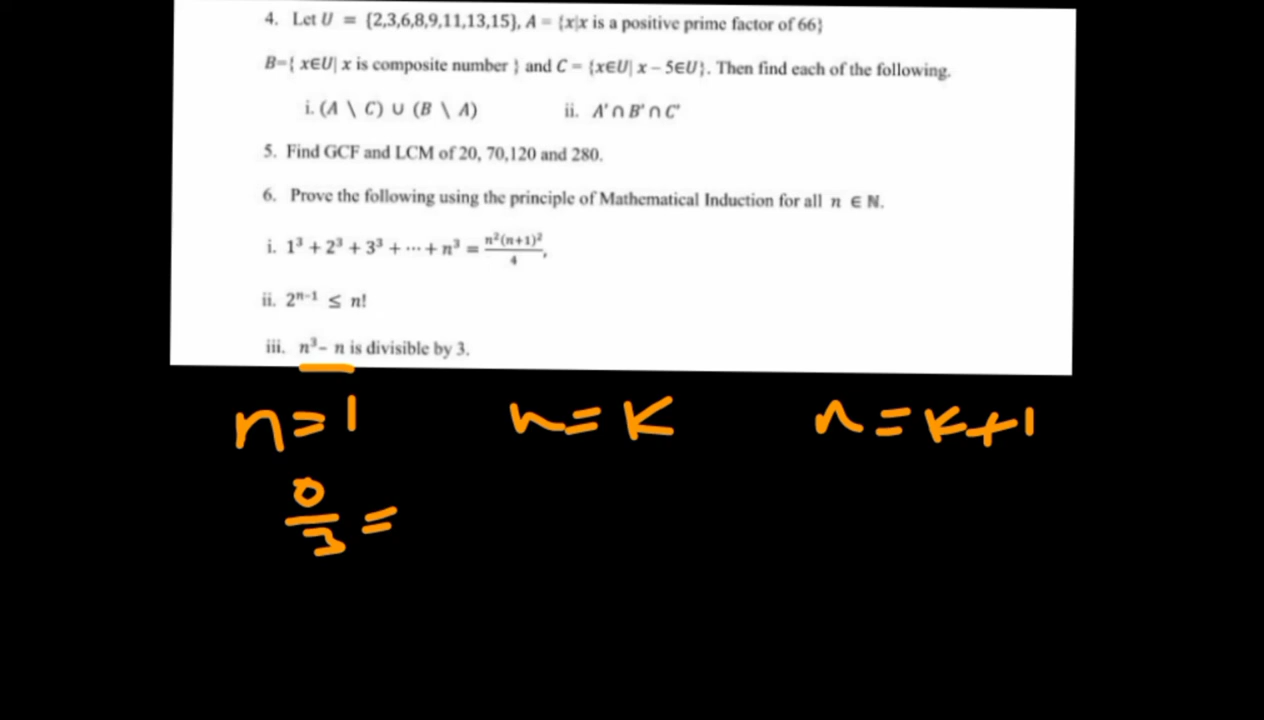 4. Let U = {2,3,6,8,9,11,13,15}, A = {x|x is a positive prime factor of 66}
B={ x∈U| x is composite number } and C = {x∈U| x – 5∈U}. Then find each of the following.
i. (A \ C) ∪ (B \ A) ii. A' ∩ B' ∩ C'
5. Find GCF and LCM of 20, 70,120 and 280.
6. Prove the following using the principle of Mathematical Induction for all n ∈ ℕ.
i. 1³ + 2³ + 3³ + ··· + n³ = n²(n+1)²/4,
ii. 2ⁿ⁻¹ ≤ n!
iii. n³– n is divisible by 3.
n=1 n=K n=K+1
0/3 =